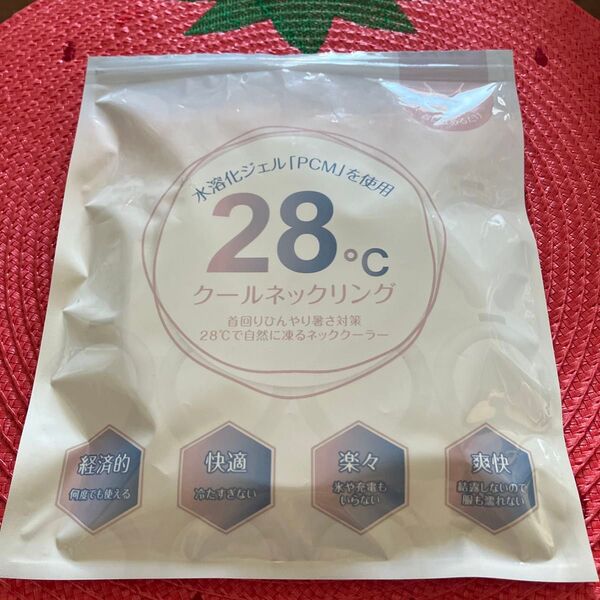 水溶化ジェル「PCM」を使用
28℃
クールネックリング
首回りひんやり暑さ対策
28℃で自然に凍るネッククーラー
経済的
何度でも使える
快適
冷たすぎない
楽々
氷や充電も
いらない
爽快
結露しないので
服も濡れない